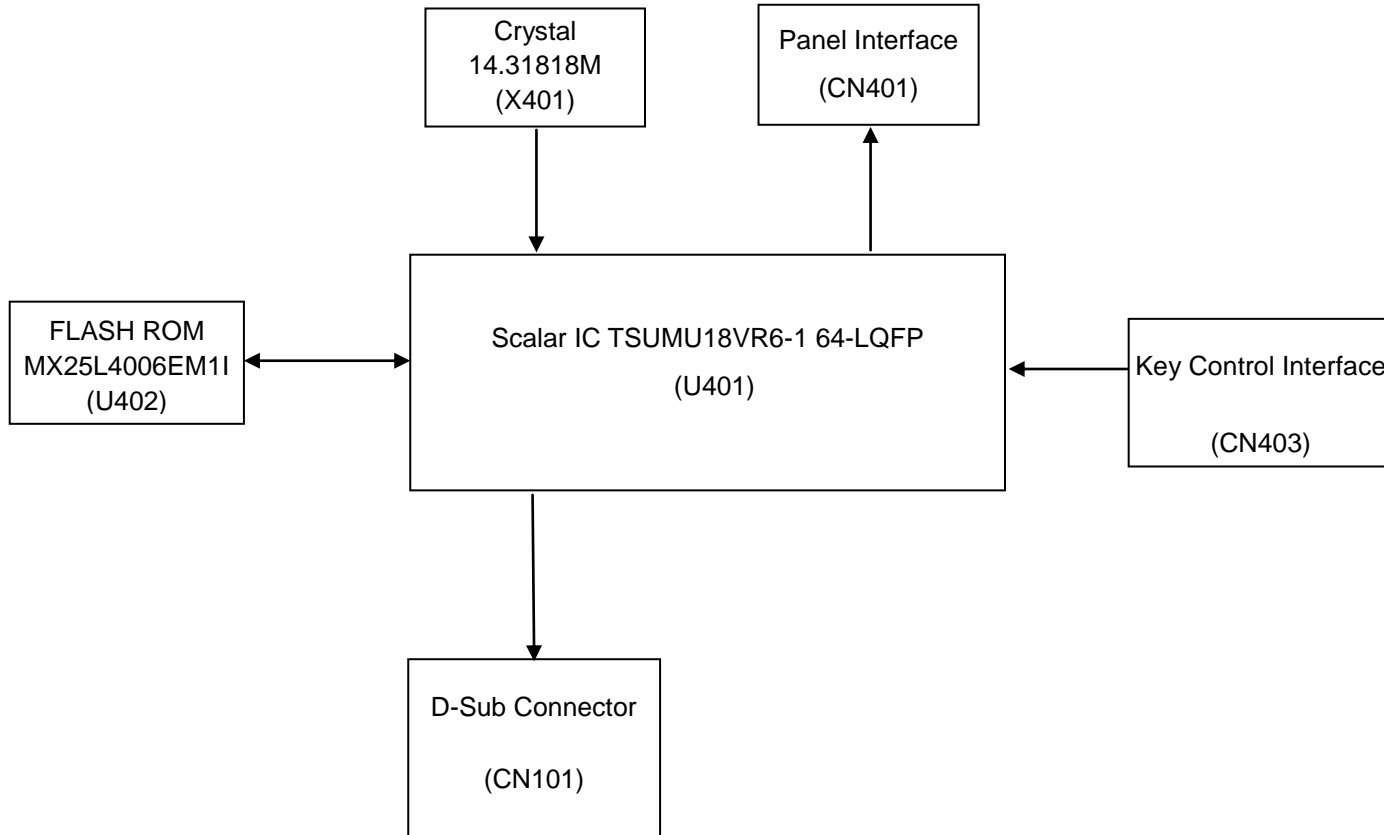 Crystal
14.31818M
(X401)
Panel Interface
(CN401)
FLASH ROM
MX25L4006EM1I
(U402)
Scalar IC TSUMU18VR6-1 64-LQFP
(U401)
Key Control Interface
(CN403)
D-Sub Connector
(CN101)